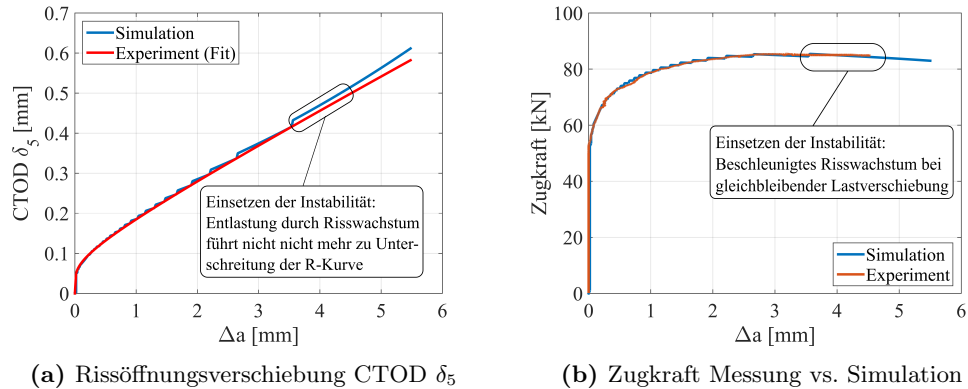 0.7
0.6
0.5
0.4
0.3
0.2
0.1
0
0 1 2 3 4 5 6
CTOD δ5 [mm]
Δa [mm]
Simulation
Experiment (Fit)
Einsetzen der Instabilität:
Entlastung durch Risswachstum
führt nicht nicht mehr zu Unter-
schreitung der R-Kurve
(a) Rissöffnungsverschiebung CTOD δ5
100
80
60
40
20
0
0 1 2 3 4 5 6
Zugkraft [kN]
Δa [mm]
Einsetzen der Instabilität:
Beschleunigtes Risswachstum bei
gleichbleibender Lastverschiebung
Simulation
Experiment
(b) Zugkraft Messung vs. Simulation